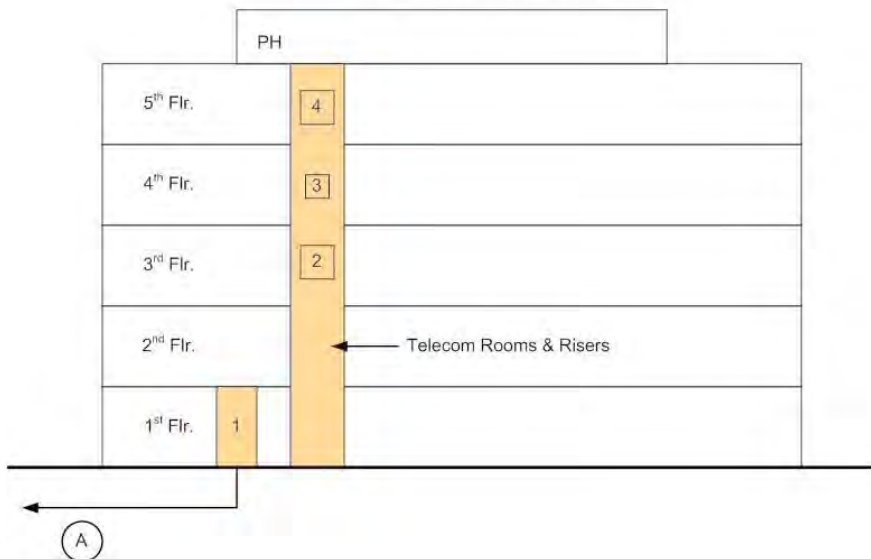 PH
5th Flr.
4
4th Flr.
3
3rd Flr.
2
2nd Flr.
Telecom Rooms & Risers
1st Flr.
1
A